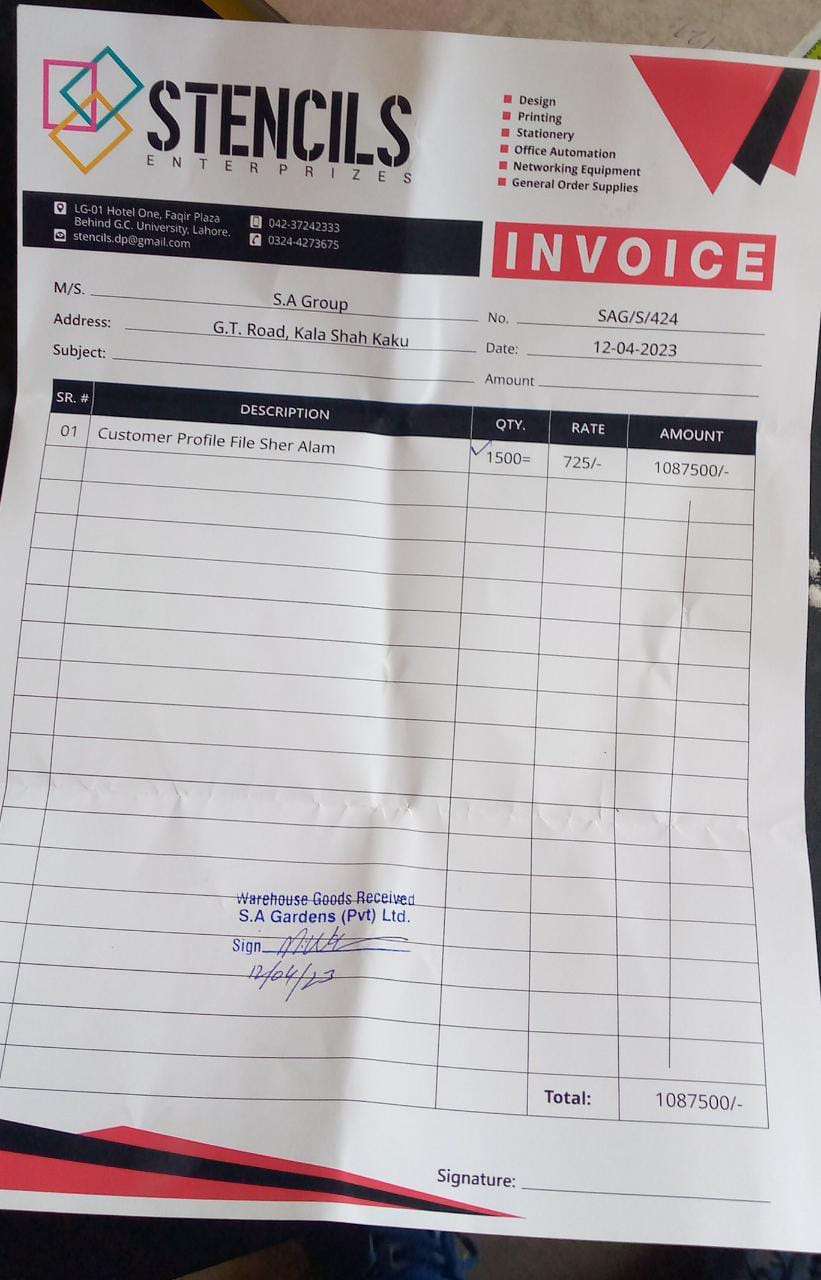 STENCILS
ENTERPRIZES
Design
Printing
Stationery
Office Automation
Networking Equipment
General Order Supplies
LG-01 Hotel One, Faqir Plaza
Behind G.C. University, Lahore.
stencils.dp@gmail.com
042-37242333
0324-4273675
INVOICE
M/S. S.A Group
Address: G.T. Road, Kala Shah Kaku
Subject:
No. SAG/S/424
Date: 12-04-2023
Amount
SR. # DESCRIPTION QTY. RATE AMOUNT
01 Customer Profile File Sher Alam 1500= 725/- 1087500/-
Warehouse Goods Received
S.A Gardens (Pvt) Ltd.
Sign
12/04/23
Total: 1087500/-
Signature: